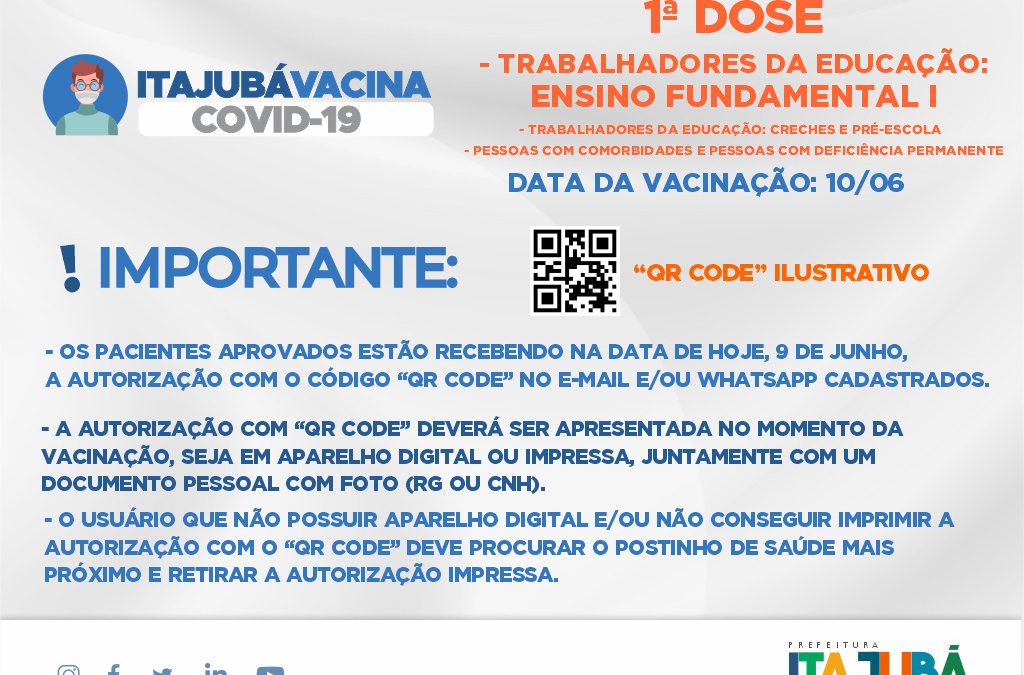 1ª DOSE
- TRABALHADORES DA EDUCAÇÃO:
ENSINO FUNDAMENTAL I
- TRABALHADORES DA EDUCAÇÃO: CRECHES E PRÉ-ESCOLA
- PESSOAS COM COMORBIDADES E PESSOAS COM DEFICIÊNCIA PERMANENTE
DATA DA VACINAÇÃO: 10/06
ITAJUBÁVACINA
COVID-19
! IMPORTANTE:
“QR CODE” ILUSTRATIVO
- OS PACIENTES APROVADOS ESTÃO RECEBENDO NA DATA DE HOJE, 9 DE JUNHO,
A AUTORIZAÇÃO COM O CÓDIGO “QR CODE” NO E-MAIL E/OU WHATSAPP CADASTRADOS.
- A AUTORIZAÇÃO COM “QR CODE” DEVERÁ SER APRESENTADA NO MOMENTO DA
VACINAÇÃO, SEJA EM APARELHO DIGITAL OU IMPRESSA, JUNTAMENTE COM UM
DOCUMENTO PESSOAL COM FOTO (RG OU CNH).
- O USUÁRIO QUE NÃO POSSUIR APARELHO DIGITAL E/OU NÃO CONSEGUIR IMPRIMIR A
AUTORIZAÇÃO COM O “QR CODE” DEVE PROCURAR O POSTINHO DE SAÚDE MAIS
PRÓXIMO E RETIRAR A AUTORIZAÇÃO IMPRESSA.
PREFEITURA
ITAJUBÁ